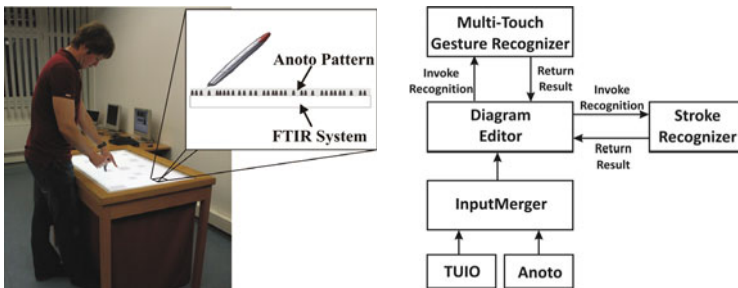 Anoto Pattern
FTIR System
Multi-Touch
Gesture Recognizer
Invoke
Recognition
Return
Result
Invoke
Recognition
Diagram
Editor
Stroke
Recognizer
Return
Result
InputMerger
TUIO
Anoto